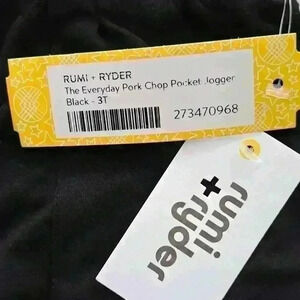 RUMI + RYDER
The Everyday Pork Chop Pocket Jogger
Black - 3T
273470968
rumi
+ryder